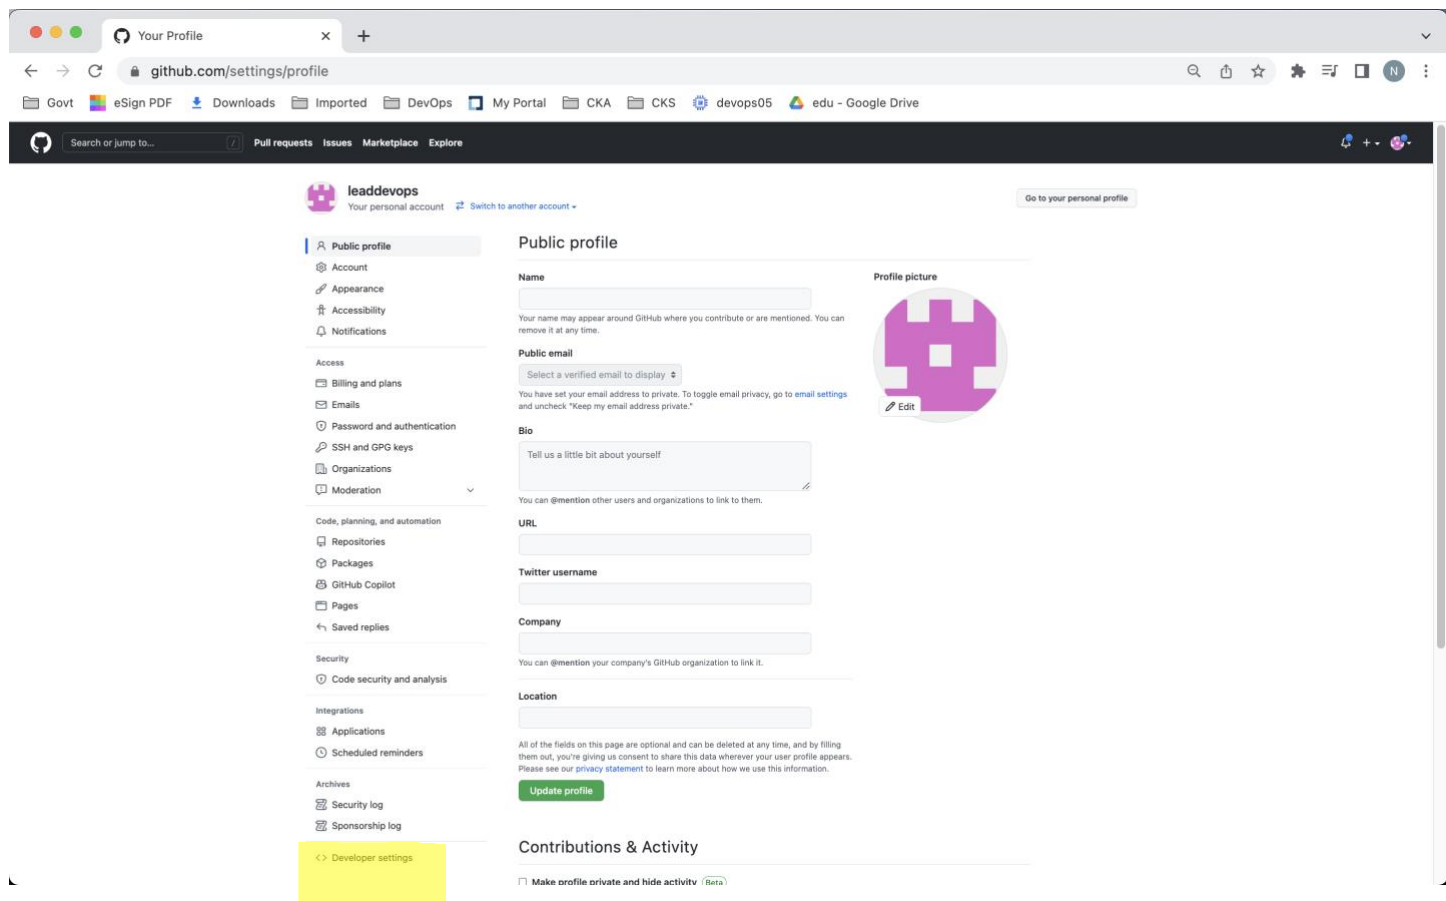 Your Profile
github.com/settings/profile
N
Govt eSign PDF Downloads Imported DevOps My Portal CKA CKS devops05 edu - Google Drive
Search or jump to... / Pull requests Issues Marketplace Explore
leaddevops
Your personal account Switch to another account
Go to your personal profile
Public profile
Account
Appearance
Accessibility
Notifications
Access
Billing and plans
Emails
Password and authentication
SSH and GPG keys
Organizations
Moderation
Code, planning, and automation
Repositories
Packages
GitHub Copilot
Pages
Saved replies
Security
Code security and analysis
Integrations
Applications
Scheduled reminders
Archives
Security log
Sponsorship log
<> Developer settings
Public profile
Name
Your name may appear around GitHub where you contribute or are mentioned. You can
remove it at any time.
Public email
Select a verified email to display
You have set your email address to private. To toggle email privacy, go to email settings
and uncheck "Keep my email address private."
Bio
Tell us a little bit about yourself
You can @mention other users and organizations to link to them.
URL
Twitter username
Company
You can @mention your company's GitHub organization to link it.
Location
All of the fields on this page are optional and can be deleted at any time, and by filling
them out, you're giving us consent to share this data wherever your user profile appears.
Please see our privacy statement to learn more about how we use this information.
Update profile
Profile picture
Edit
Contributions & Activity
Make profile private and hide activity Beta